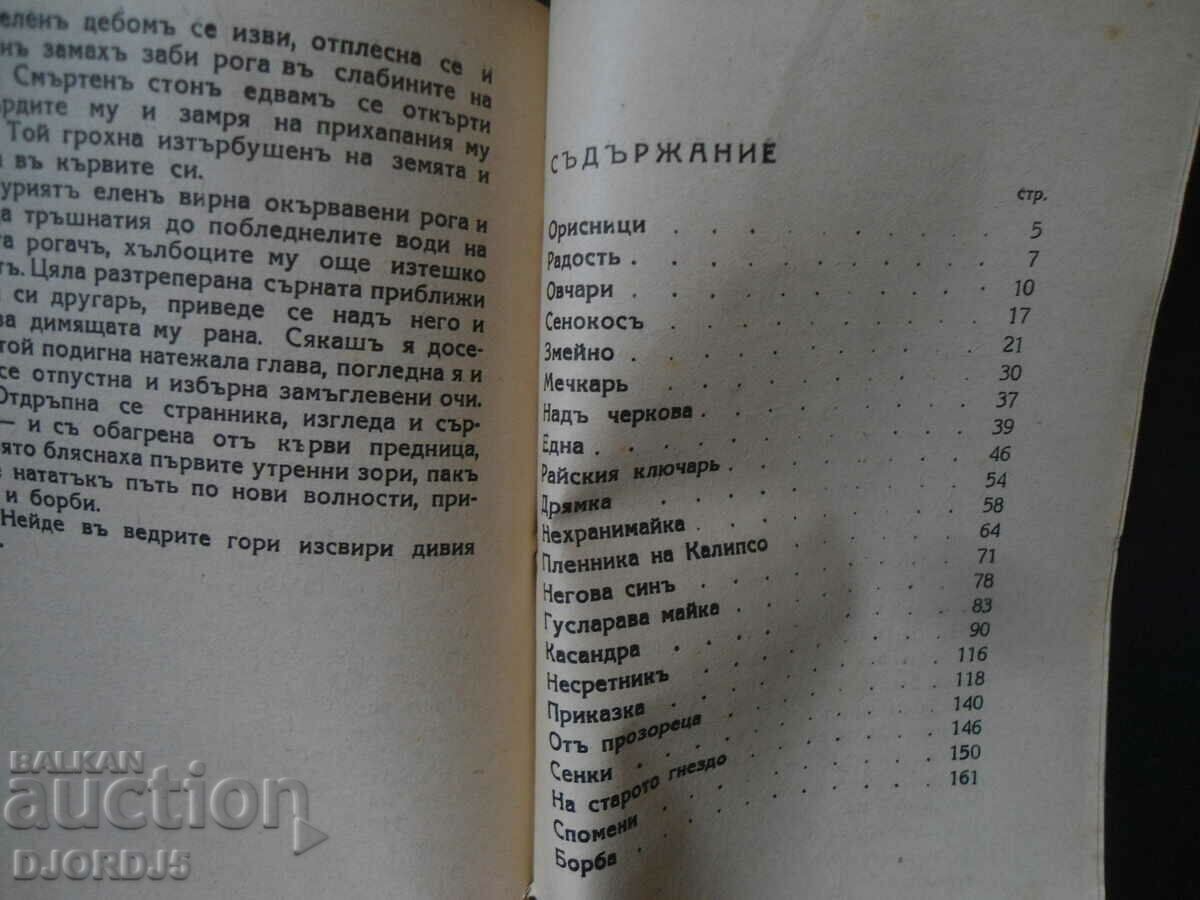 еленъ дебомъ се изви, отплесна се и
нъ замахъ заби рога въ слабините на
Смъртенъ стонъ едвамъ се откърти
рдите му и замря на прихапания му
Той грохна изтърбушенъ на земята и
а въ кървите си.
уриятъ еленъ вирна окървавени рога и
да тръшнатия до побледнелите води на
та рогачъ, хълбоците му още изтешко
тъ. Цяла разтреперана сърната приближи
си другарь, приведе се надъ него и
ва димящата му рана. Сякашъ я досе-
той подигна натежала глава, погледна я и
се отпустна и избърна замъглевени очи.
Отдръпна се странника, изгледа и сър-
— и съ обагрена отъ кърви предница,
ято бляснаха първите утренни зори, пакъ
е нататъкъ пъть по нови волности, при-
и борби.
Нейде въ ведрите гори изсвири дивия
СЪДЪРЖАНИЕ
стр.
Орисници . . . . . . . . 5
Радость . . . . . . . . 7
Овчари . . . . . . . . 10
Сенокосъ . . . . . . . . 17
Змейно . . . . . . . . 21
Мечкарь . . . . . . . . 30
Надъ черкова . . . . . . . . 37
Една . . . . . . . . 39
Райския ключарь . . . . . . . . 46
Дрямка . . . . . . . . 54
Нехранимайка . . . . . . . . 58
Пленника на Калипсо . . . . . . . . 64
Негова синъ . . . . . . . . 71
Гусларава майка . . . . . . . . 78
Касандра . . . . . . . . 83
Несретникъ . . . . . . . . 90
Приказка . . . . . . . . 116
Отъ прозореца . . . . . . . . 118
Сенки . . . . . . . . 140
На старото гнездо . . . . . . . . 146
Спомени . . . . . . . . 150
Борба . . . . . . . . 161
BALKAN
auction
DJORDJ5